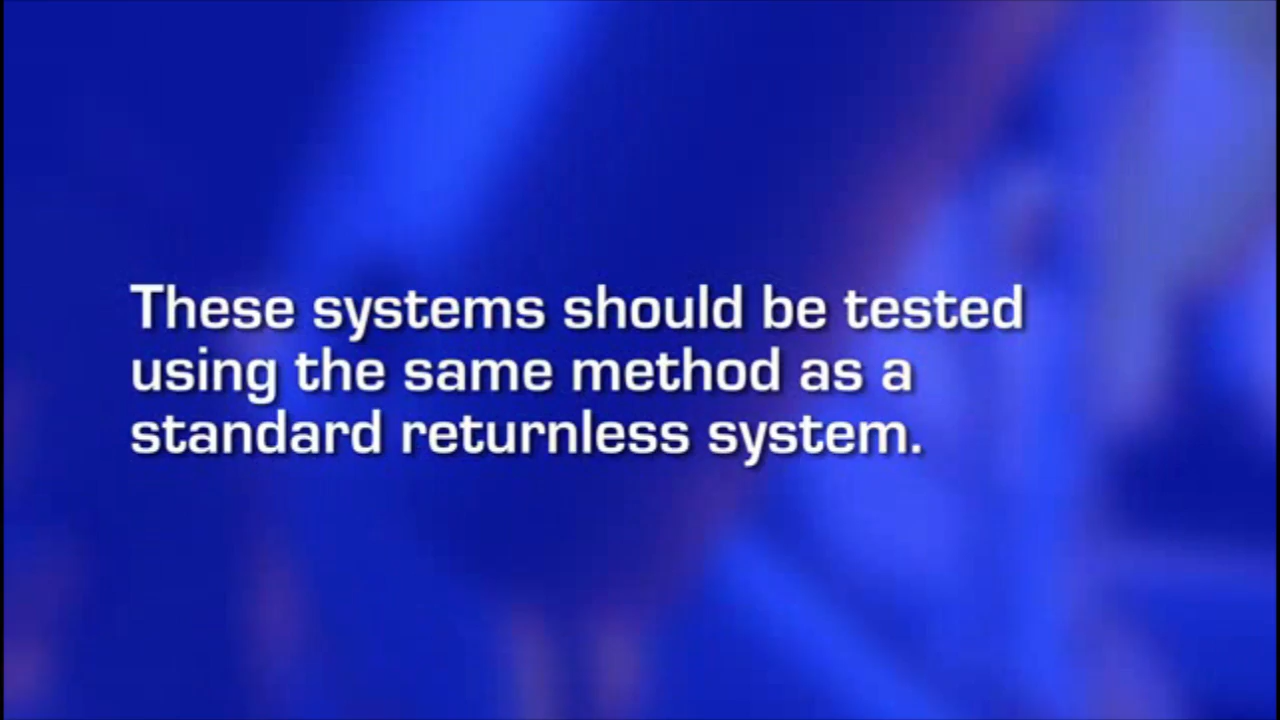 These systems should be tested
using the same method as a
standard returnless system.